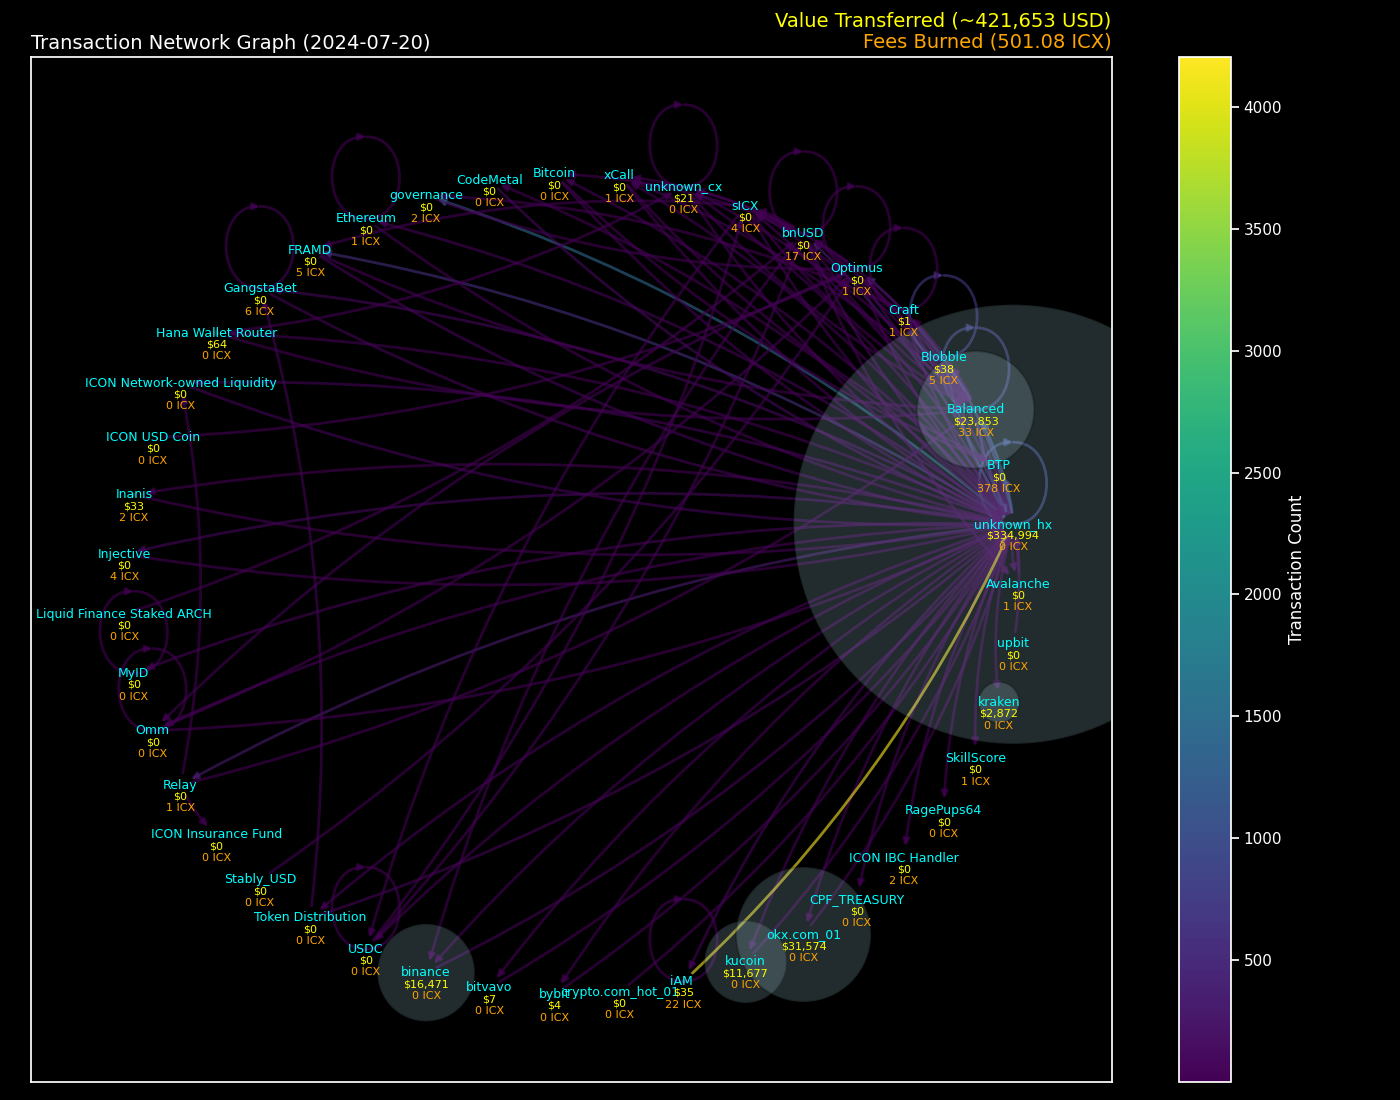 Value Transferred (~421,653 USD)
Transaction Network Graph (2024-07-20)
Fees Burned (501.08 ICX)
CodeMetal
$0
0 ICX
Bitcoin
$0
0 ICX
xCall
$0
1 ICX
unknown_cx
$21
0 ICX
governance
$0
2 ICX
sICX
$0
4 ICX
Ethereum
$0
1 ICX
bnUSD
$0
17 ICX
FRAMD
$0
5 ICX
Optimus
$0
1 ICX
GangstaBet
$0
6 ICX
Craft
$1
1 ICX
Hana Wallet Router
$64
0 ICX
Blobble
$38
5 ICX
ICON Network-owned Liquidity
$0
0 ICX
Balanced
$23,853
33 ICX
ICON USD Coin
$0
0 ICX
BTP
$0
378 ICX
Inanis
$33
2 ICX
unknown_hx
$334,994
0 ICX
Injective
$0
4 ICX
Avalanche
$0
1 ICX
Liquid Finance Staked ARCH
$0
0 ICX
upbit
$0
0 ICX
MyID
$0
0 ICX
kraken
$2,872
0 ICX
Omm
$0
0 ICX
SkillScore
$0
1 ICX
Relay
$0
1 ICX
RagePups64
$0
0 ICX
ICON Insurance Fund
$0
0 ICX
ICON IBC Handler
$0
2 ICX
Stably_USD
$0
0 ICX
CPF_TREASURY
$0
0 ICX
Token Distribution
$0
0 ICX
okx.com_01
$31,574
0 ICX
USDC
$0
0 ICX
kucoin
$11,677
0 ICX
binance
$16,471
0 ICX
bitvavo
$7
0 ICX
bybit
$4
0 ICX
crypto.com_hot_01
$0
0 ICX
iAM
$35
22 ICX
4000
3500
3000
2500
2000
1500
1000
500
Transaction Count